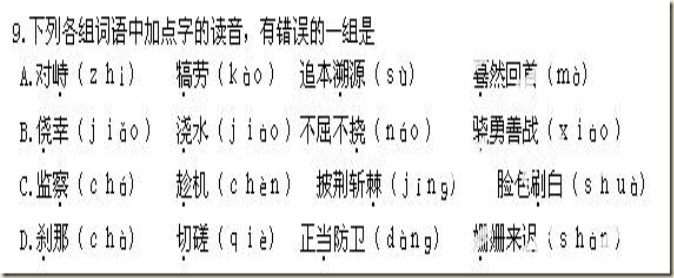 9.下列各组词语中加点字的读音，有错误的一组是
A.对峙（zhì） 犒劳（kào） 追本溯源（sù） 蓦然回首（mò）
B.侥幸（jiǎo） 浇水（jiāo）不屈不挠（náo） 骁勇善战（xiāo）
C.监察（chá） 趁机（chèn） 披荆斩棘（jīng） 脸色刷白（shuà）
D.刹那（chà） 切磋（qiē） 正当防卫（dàng） 姗姗来迟（shān）